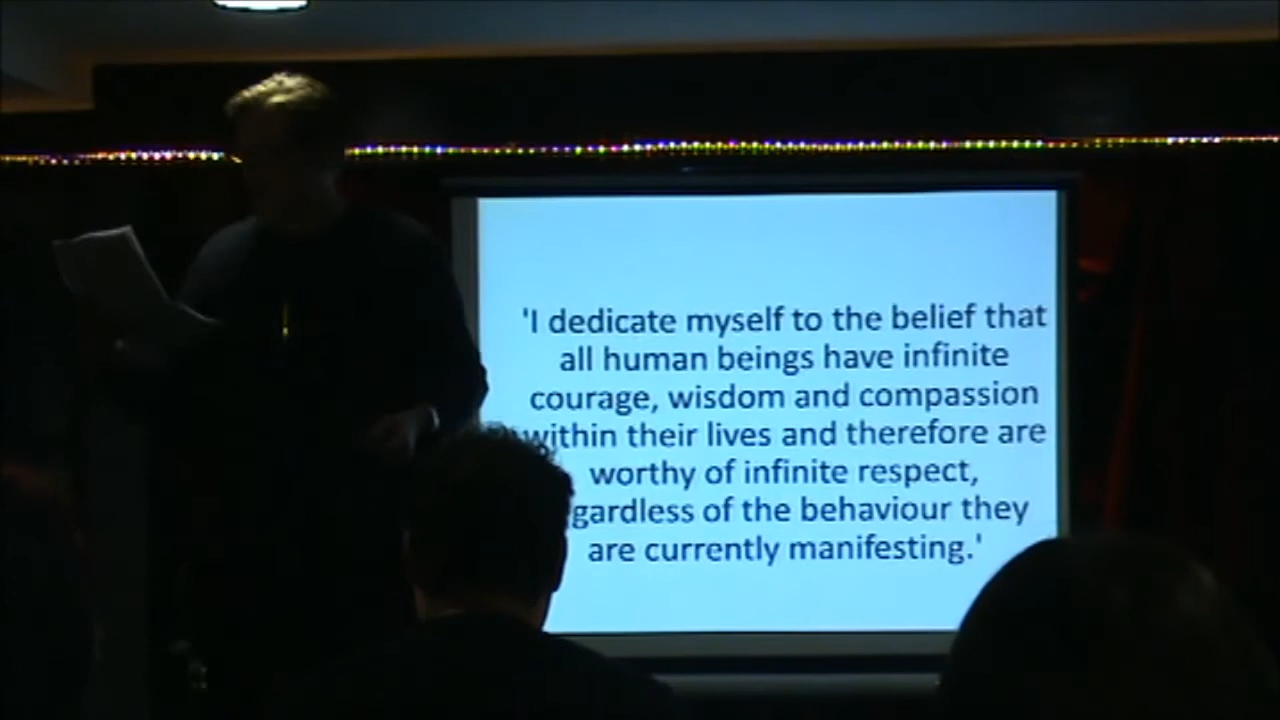 'I dedicate myself to the belief that
all human beings have infinite
courage, wisdom and compassion
within their lives and therefore are
worthy of infinite respect,
gardless of the behaviour they
are currently manifesting.'